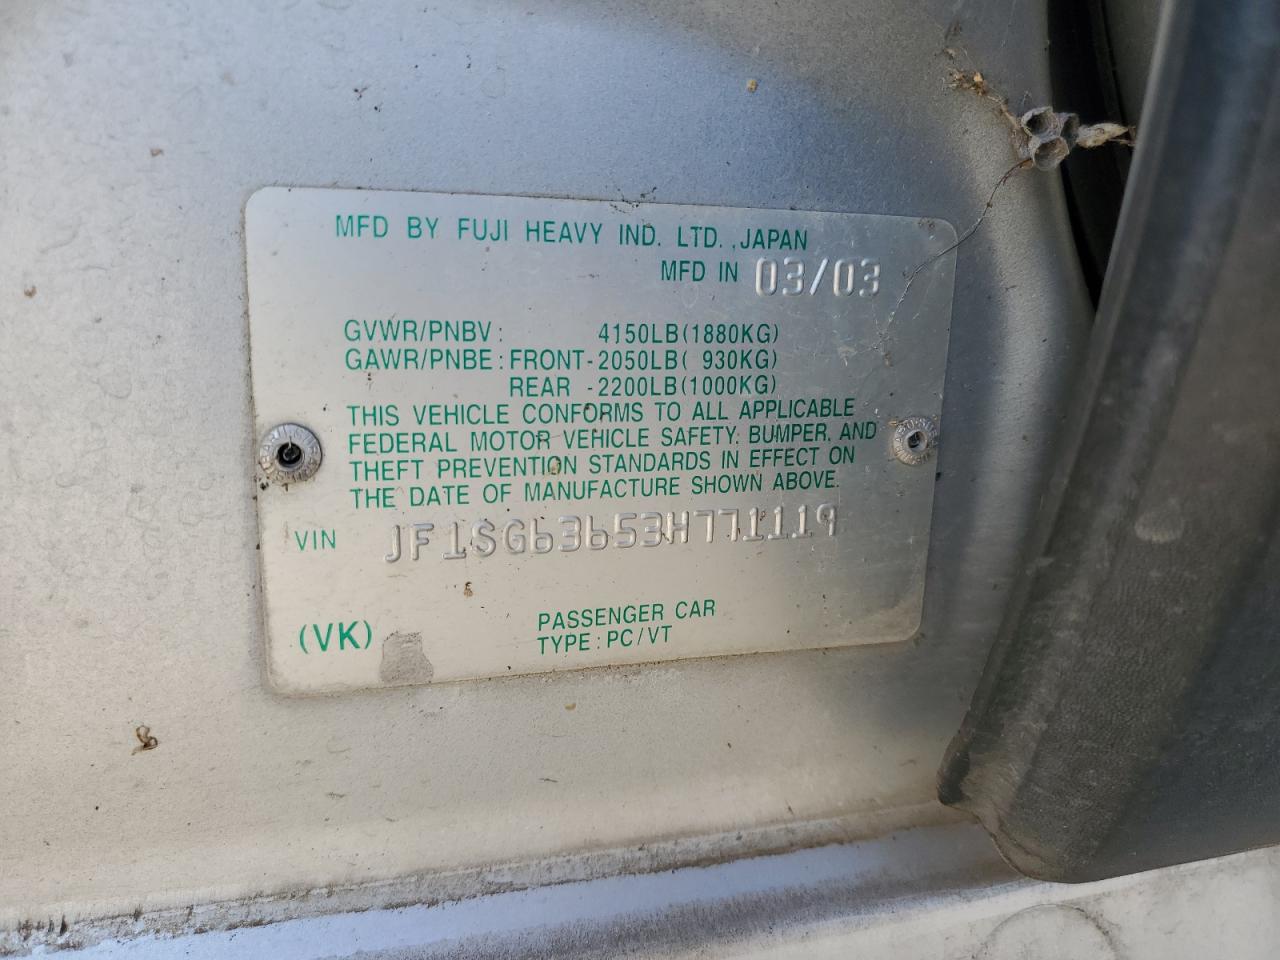 MFD BY FUJI HEAVY IND. LTD. ,JAPAN
MFD IN 03/03
GVWR/PNBV: 4150LB(1880KG)
GAWR/PNBE: FRONT-2050LB( 930KG)
REAR -2200LB(1000KG)
THIS VEHICLE CONFORMS TO ALL APPLICABLE
FEDERAL MOTOR VEHICLE SAFETY, BUMPER, AND
THEFT PREVENTION STANDARDS IN EFFECT ON
THE DATE OF MANUFACTURE SHOWN ABOVE.
VIN JF1SG63653H771119
(VK)
PASSENGER CAR
TYPE: PC/VT